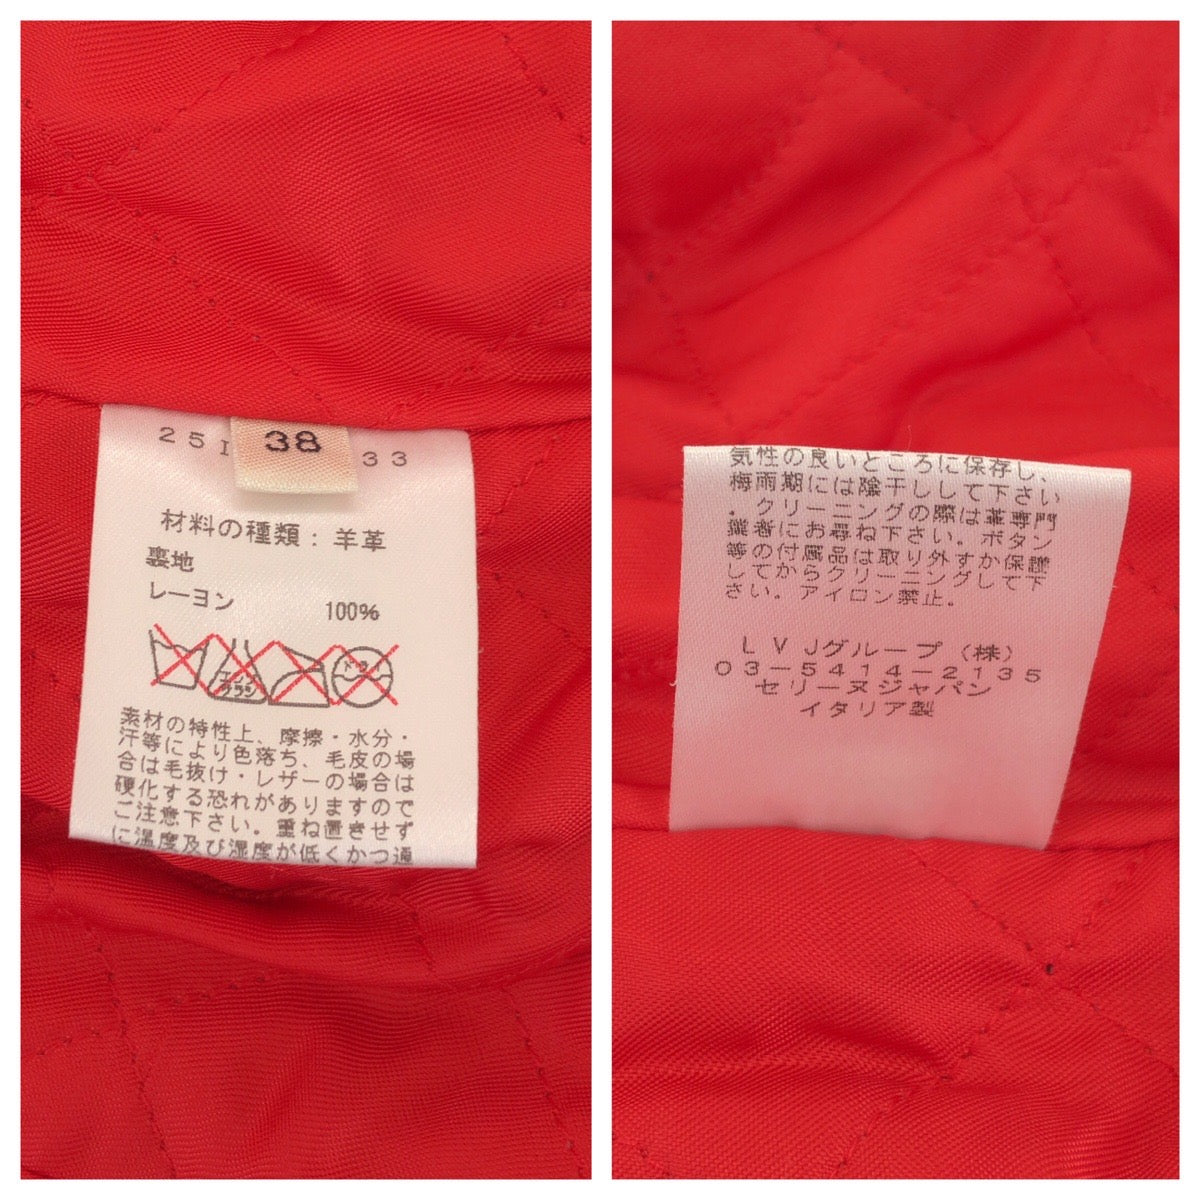 38
25I
33
材料の種類：羊革
裏地
レーヨン 100%
エンソ
ドライ
素材の特性上、摩擦・水分・
汗等により色落ち、毛皮の場
合は毛抜け・レザーの場合は
硬化する恐れがありますので
ご注意下さい。重ね置きせず
に温度及び湿度が低くかつ通
気性の良いところに保存し、
梅雨期には陰干しして下さい
。クリーニングの際は革専門
業者にお尋ね下さい。ボタン
等の付属品は取り外すか保護
してからクリーニングして下
さい。アイロン禁止。
LVJグループ（株）
03-5414-2135
セリーヌジャパン
イタリア製